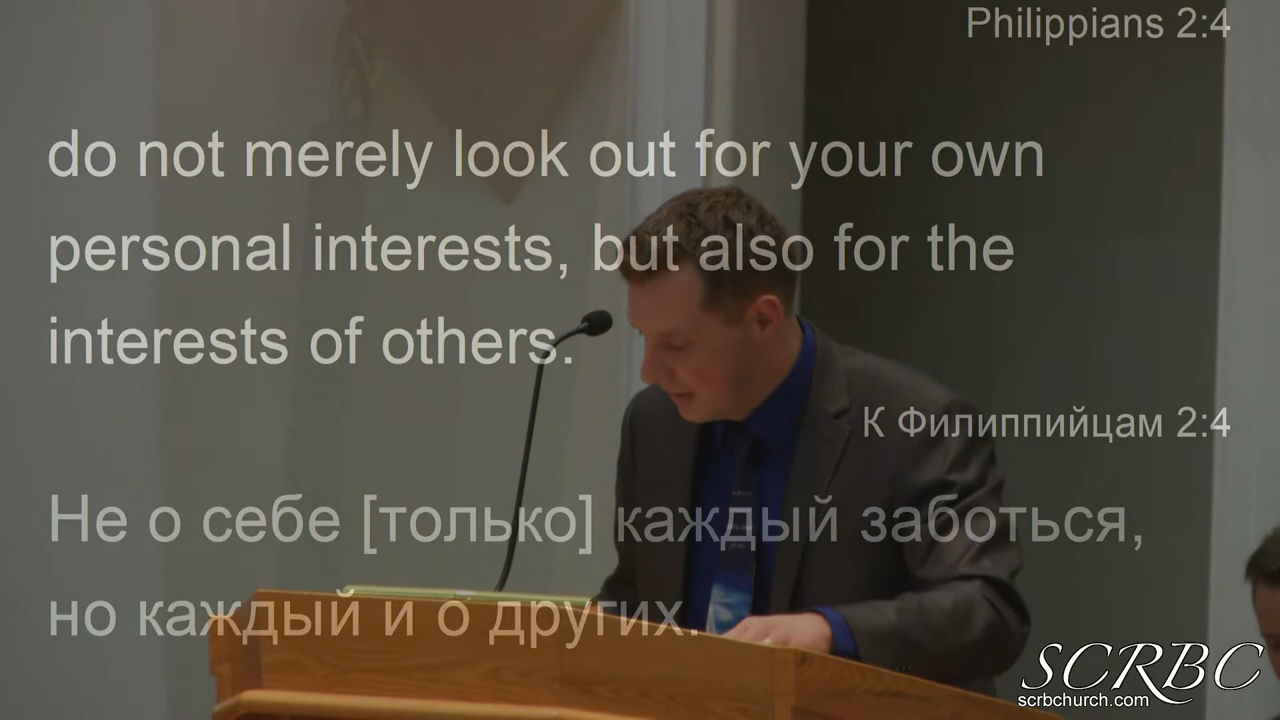 Philippians 2:4
do not merely look out for your own
personal interests, but also for the
interests of others.
К Филиппийцам 2:4
Не о себе [только] каждый заботься,
но каждый и о других.
SCRBC
scrbchurch.com